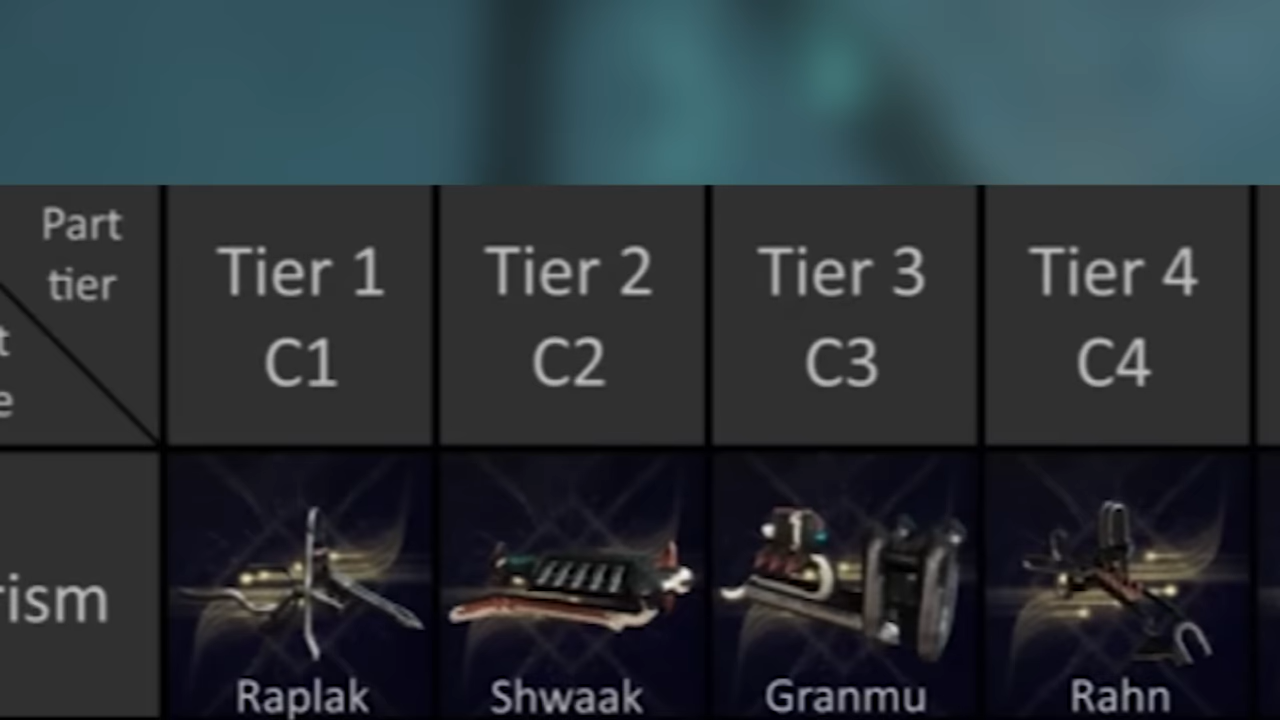 Part
tier
t
e
Tier 1
C1
Tier 2
C2
Tier 3
C3
Tier 4
C4
rism
Raplak
Shwaak
Granmu
Rahn